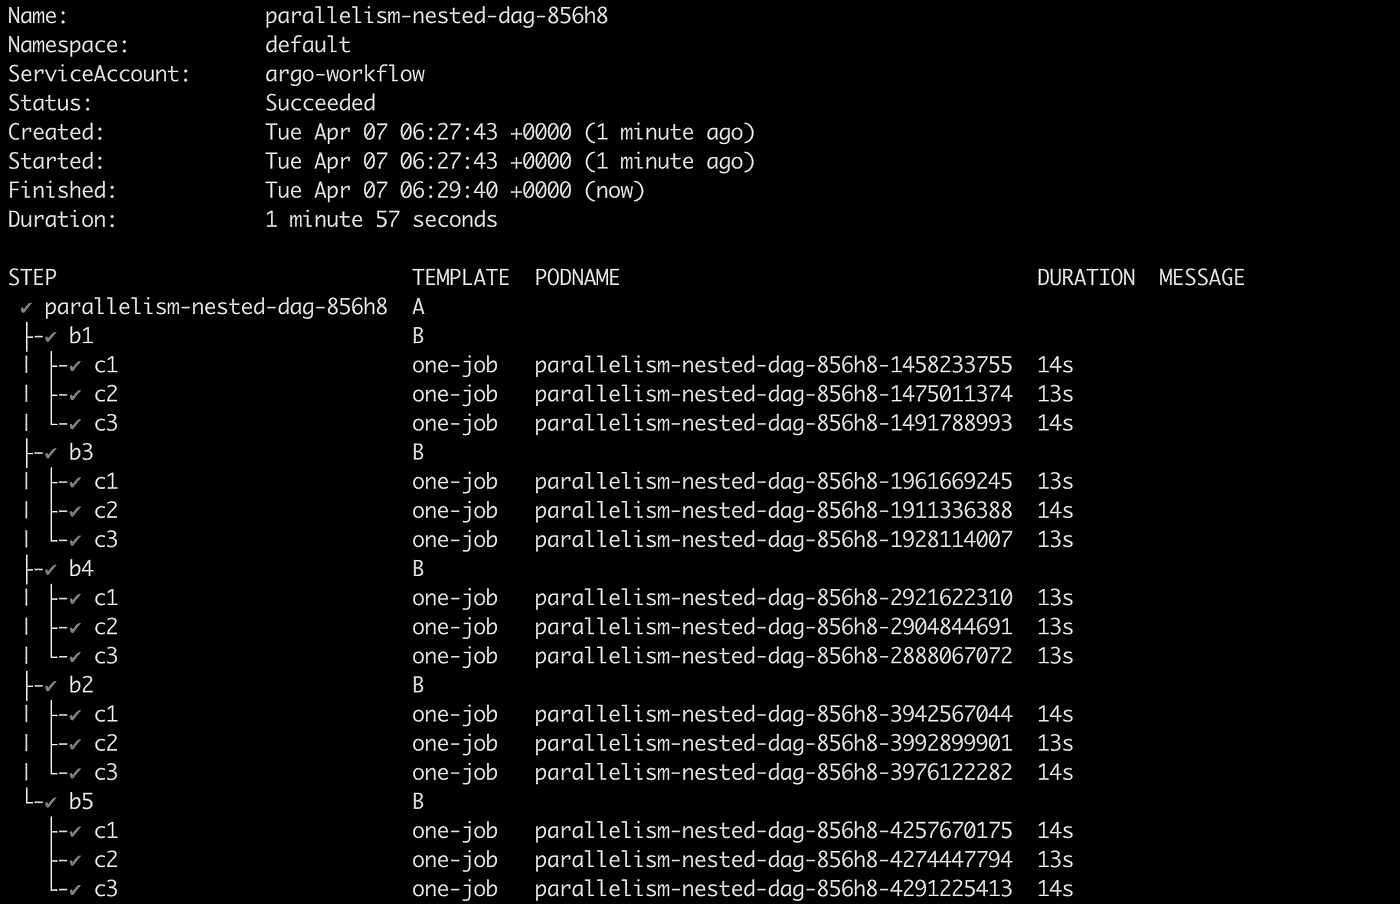 Name: parallelism-nested-dag-856h8
Namespace: default
ServiceAccount: argo-workflow
Status: Succeeded
Created: Tue Apr 07 06:27:43 +0000 (1 minute ago)
Started: Tue Apr 07 06:27:43 +0000 (1 minute ago)
Finished: Tue Apr 07 06:29:40 +0000 (now)
Duration: 1 minute 57 seconds
STEP TEMPLATE PODNAME DURATION MESSAGE
✔ parallelism-nested-dag-856h8 A
├-✔ b1 B
| ├-✔ c1 one-job parallelism-nested-dag-856h8-1458233755 14s
| ├-✔ c2 one-job parallelism-nested-dag-856h8-1475011374 13s
| └-✔ c3 one-job parallelism-nested-dag-856h8-1491788993 14s
├-✔ b3 B
| ├-✔ c1 one-job parallelism-nested-dag-856h8-1961669245 13s
| ├-✔ c2 one-job parallelism-nested-dag-856h8-1911336388 14s
| └-✔ c3 one-job parallelism-nested-dag-856h8-1928114007 13s
├-✔ b4 B
| ├-✔ c1 one-job parallelism-nested-dag-856h8-2921622310 13s
| ├-✔ c2 one-job parallelism-nested-dag-856h8-2904844691 13s
| └-✔ c3 one-job parallelism-nested-dag-856h8-2888067072 13s
├-✔ b2 B
| ├-✔ c1 one-job parallelism-nested-dag-856h8-3942567044 14s
| ├-✔ c2 one-job parallelism-nested-dag-856h8-3992899901 13s
| └-✔ c3 one-job parallelism-nested-dag-856h8-3976122282 14s
└-✔ b5 B
├-✔ c1 one-job parallelism-nested-dag-856h8-4257670175 14s
├-✔ c2 one-job parallelism-nested-dag-856h8-4274447794 13s
└-✔ c3 one-job parallelism-nested-dag-856h8-4291225413 14s